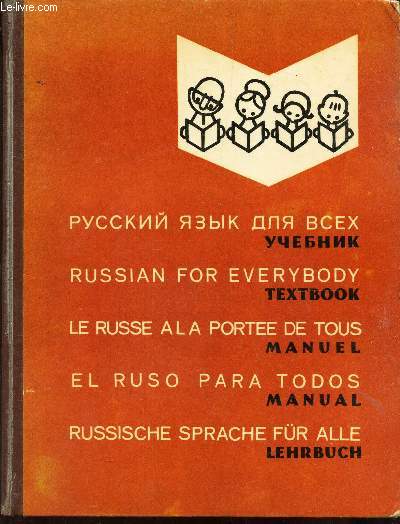 Le-livre.com
РУССКИЙ ЯЗЫК ДЛЯ ВСЕХ
УЧЕБНИК
RUSSIAN FOR EVERYBODY
TEXTBOOK
LE RUSSE A LA PORTEE DE TOUS
MANUEL
EL RUSO PARA TODOS
MANUAL
RUSSISCHE SPRACHE FÜR ALLE
LEHRBUCH